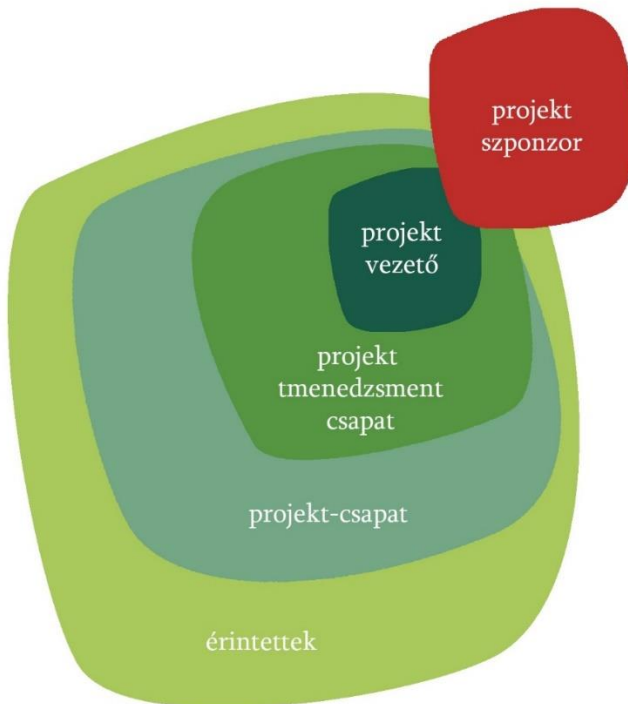 projekt
szponzor
projekt
vezető
projekt
tmenedzsment
csapat
projekt-csapat
érintettek